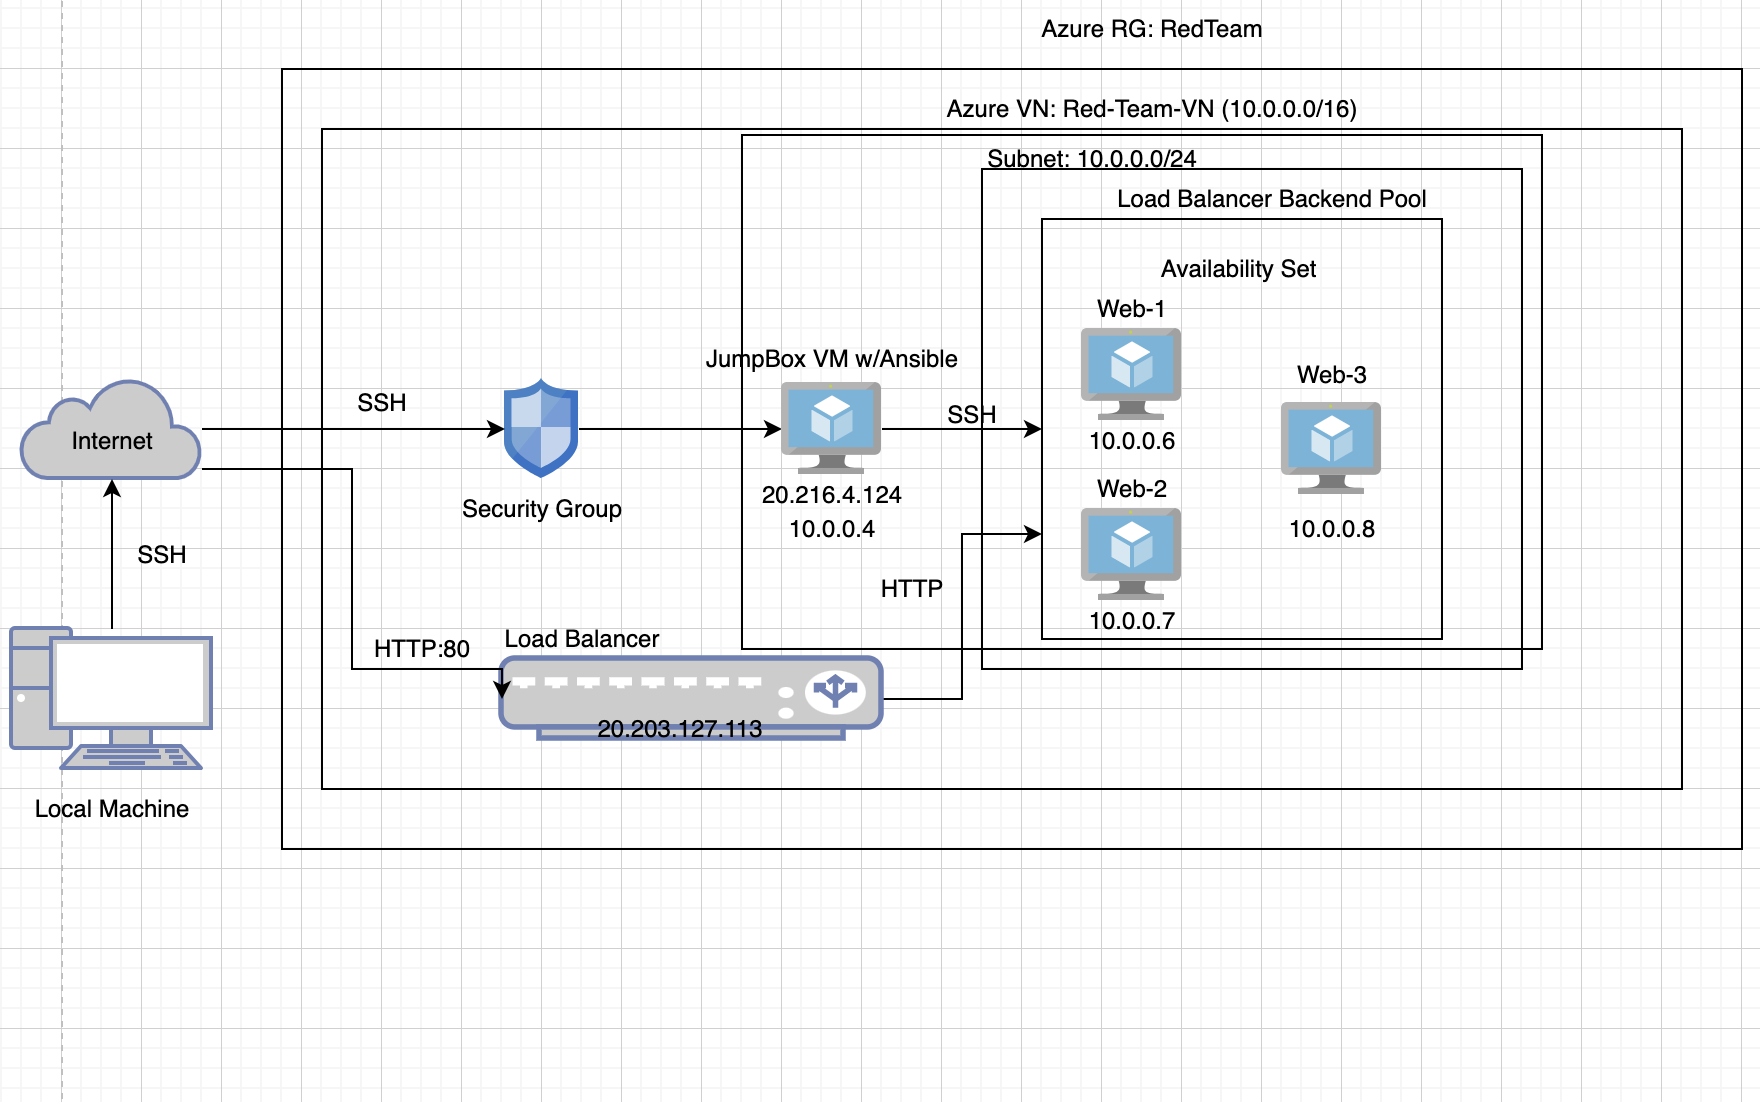 Azure RG: RedTeam
Azure VN: Red-Team-VN (10.0.0.0/16)
Subnet: 10.0.0.0/24
Load Balancer Backend Pool
Availability Set
Web-1
10.0.0.6
Web-3
10.0.0.8
Web-2
10.0.0.7
JumpBox VM w/Ansible
20.216.4.124
10.0.0.4
SSH
SSH
Security Group
Internet
SSH
HTTP
HTTP:80
Load Balancer
20.203.127.113
Local Machine